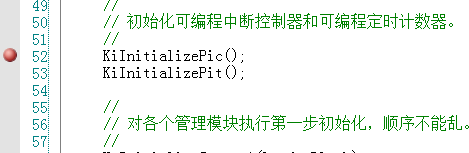 49 //
50 // 初始化可编程中断控制器和可编程定时计数器。
51 //
52 KiInitializePic();
53 KiInitializePit();
54
55 //
56 // 对各个管理模块执行第一步初始化，顺序不能乱。
57 //